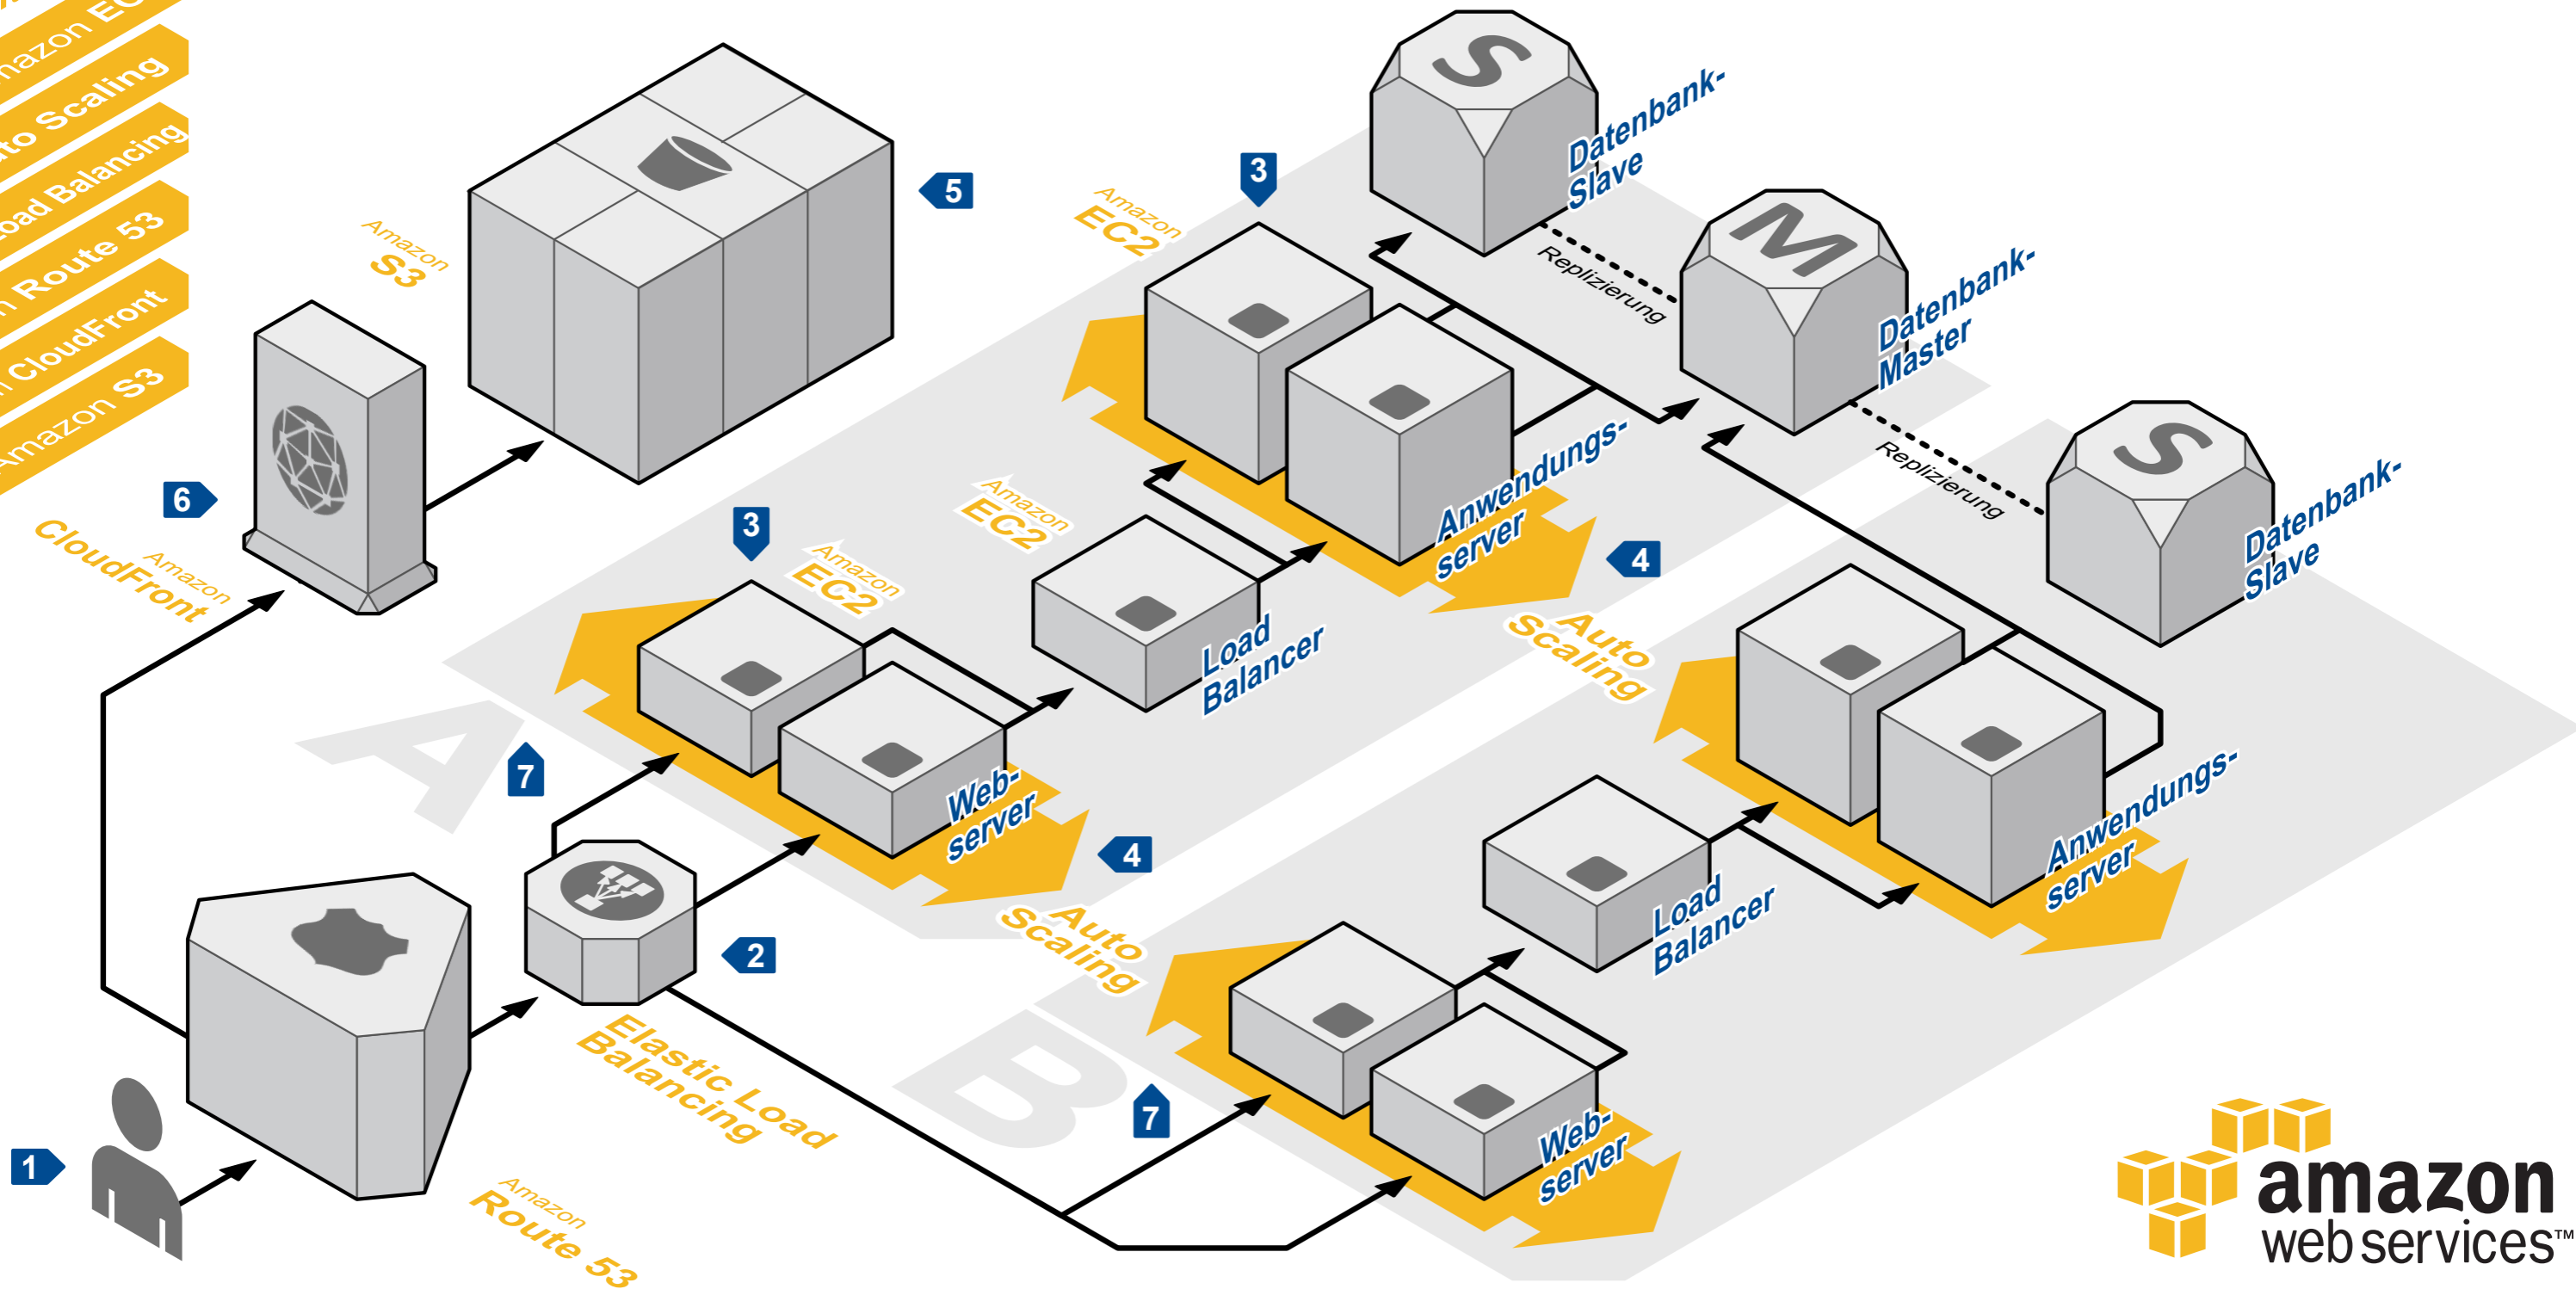 Scaling
Balancing
Route 53
CloudFront
Amazon S3
Amazon
S3
5
6
Amazon
CloudFront
Amazon
EC2
3
Datenbank-
Slave
Replizierung
Datenbank-
Master
Replizierung
Datenbank-
Slave
Anwendungs-
server
4
Auto
Scaling
Amazon
EC2
Load
Balancer
3
Amazon
EC2
Web-
server
4
Auto
Scaling
A
7
2
Elastic Load
Balancing
1
Amazon
Route 53
B
7
Web-
server
Load
Balancer
Anwendungs-
server
S
M
S
amazon
web services™